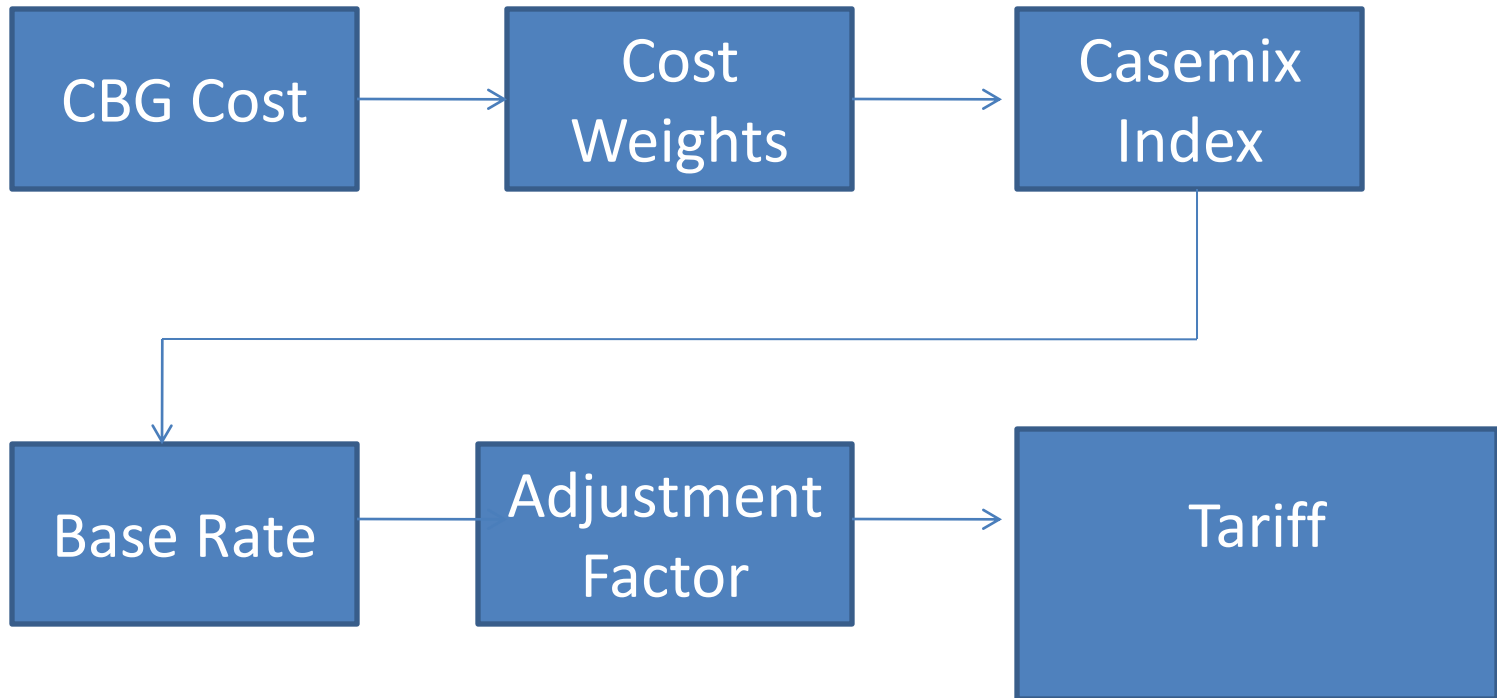 CBG Cost
Cost
Weights
Casemix
Index
Base Rate
Adjustment
Factor
Tariff